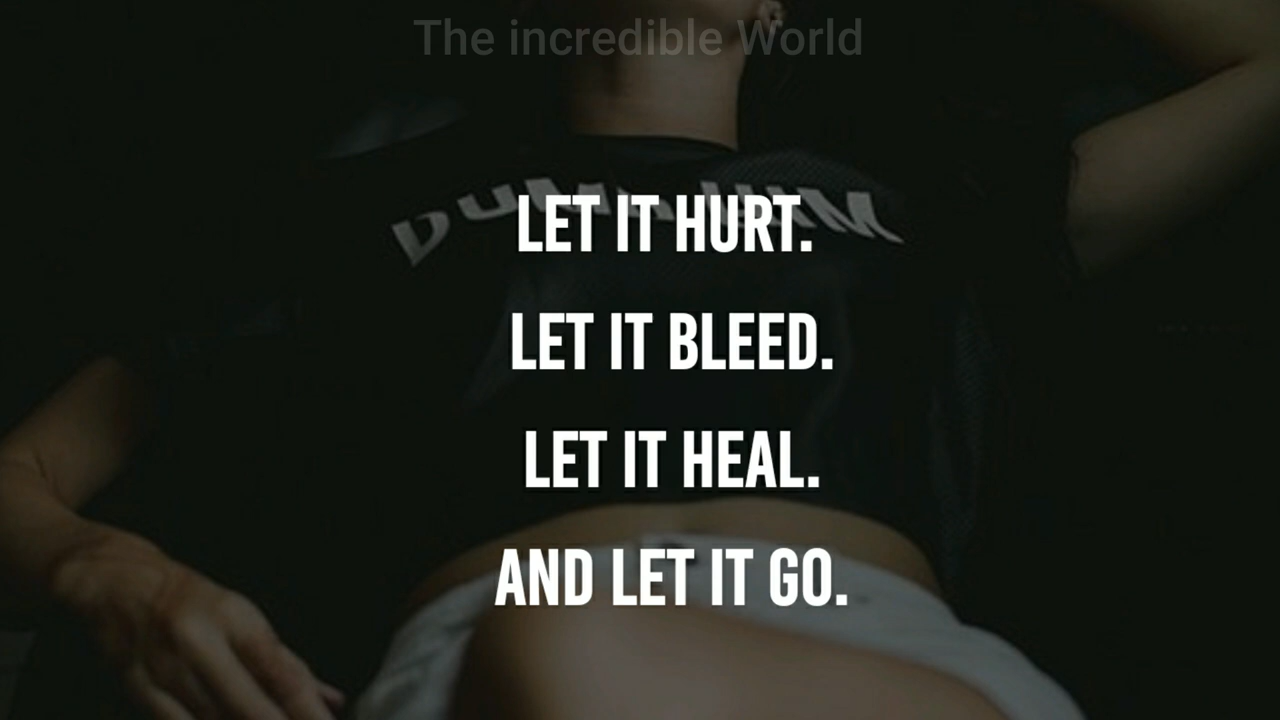 The incredible World
LET IT HURT.
LET IT BLEED.
LET IT HEAL.
AND LET IT GO.